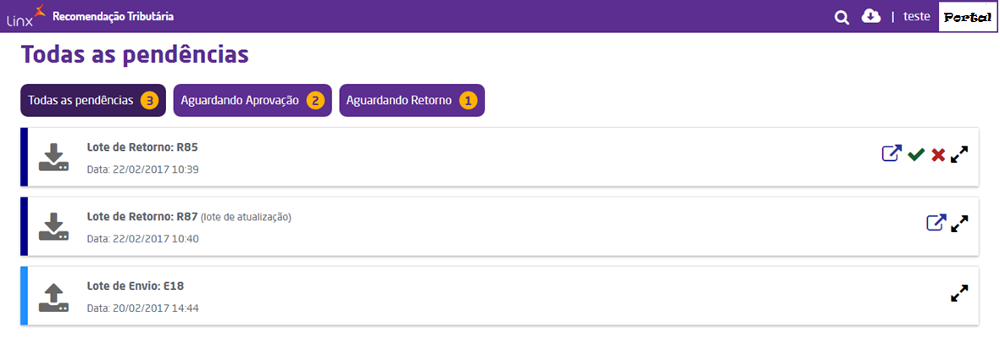 Linx Recomendação Tributária | teste Portal
Todas as pendências
Todas as pendências 3 Aguardando Aprovação 2 Aguardando Retorno 1
Lote de Retorno: R85
Data: 22/02/2017 10:39
Lote de Retorno: R87 (lote de atualização)
Data: 22/02/2017 10:40
Lote de Envio: E18
Data: 20/02/2017 14:44